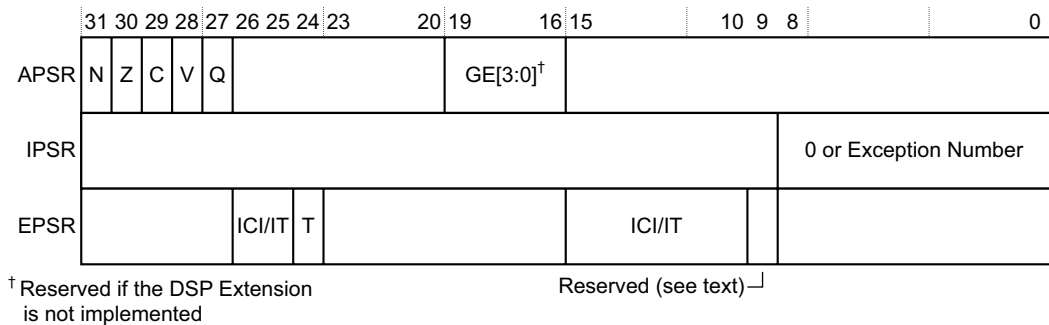 31 30 29 28 27 26 25 24 23 20 19 16 15 10 9 8 0
APSR N Z C V Q GE[3:0]†
IPSR 0 or Exception Number
EPSR ICI/IT T ICI/IT
† Reserved if the DSP Extension
is not implemented
Reserved (see text)